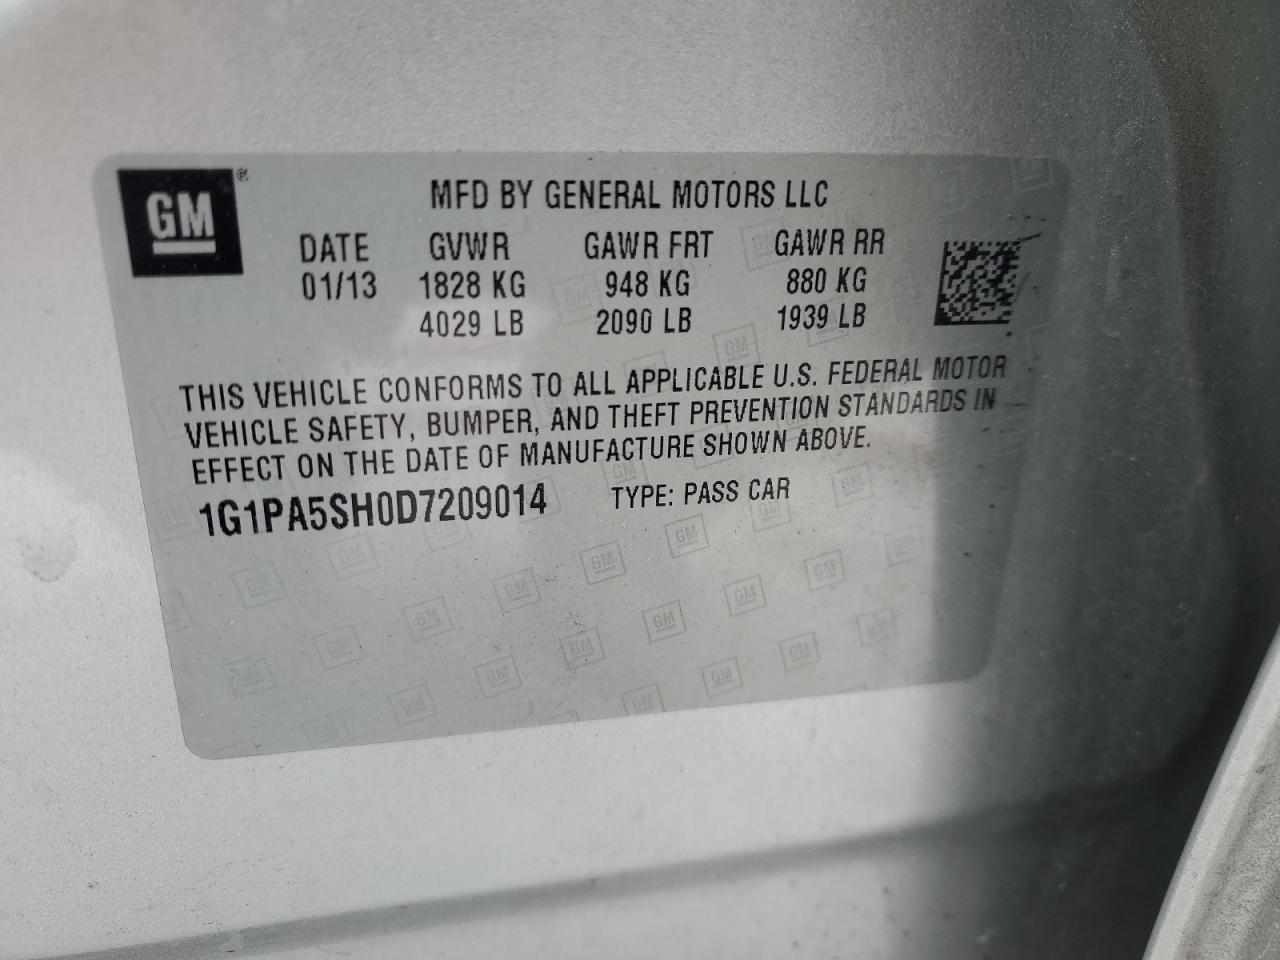 GM ®
MFD BY GENERAL MOTORS LLC
DATE GVWR GAWR FRT GAWR RR
01/13 1828 KG 948 KG 880 KG
4029 LB 2090 LB 1939 LB
THIS VEHICLE CONFORMS TO ALL APPLICABLE U.S. FEDERAL MOTOR
VEHICLE SAFETY, BUMPER, AND THEFT PREVENTION STANDARDS IN
EFFECT ON THE DATE OF MANUFACTURE SHOWN ABOVE.
1G1PA5SH0D7209014 TYPE: PASS CAR